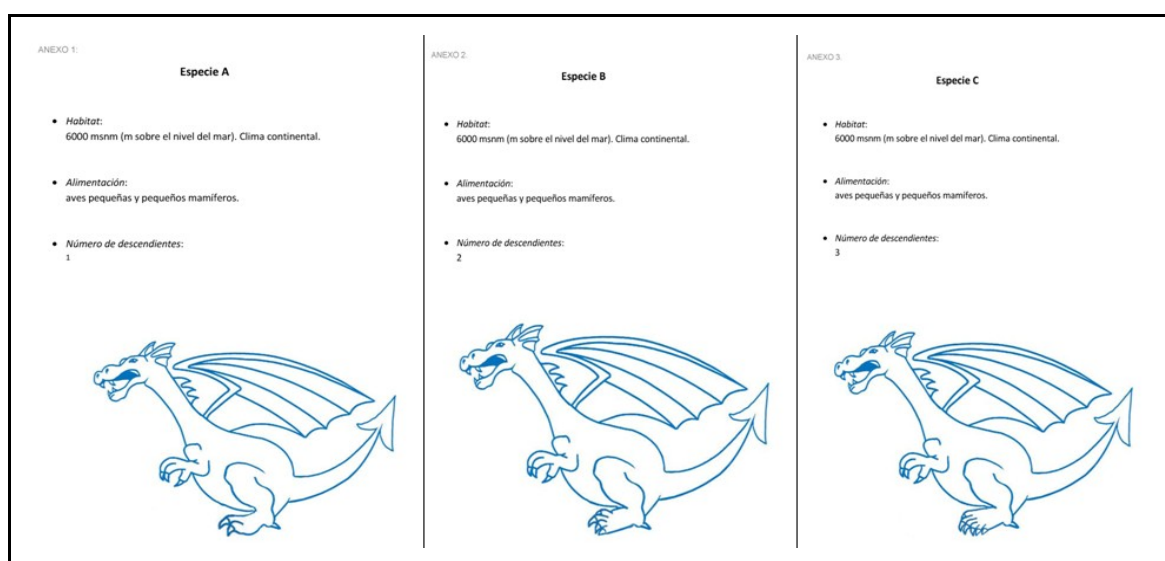 ANEXO 1:
Especie A
• Habitat:
6000 msnm (m sobre el nivel del mar). Clima continental.
• Alimentación:
aves pequeñas y pequeños mamíferos.
• Número de descendientes:
1
ANEXO 2.
Especie B
• Habitat:
6000 msnm (m sobre el nivel del mar). Clima continental.
• Alimentación:
aves pequeñas y pequeños mamíferos.
• Número de descendientes:
2
ANEXO 3.
Especie C
• Habitat:
6000 msnm (m sobre el nivel del mar). Clima continental.
• Alimentación:
aves pequeñas y pequeños mamíferos.
• Número de descendientes:
3